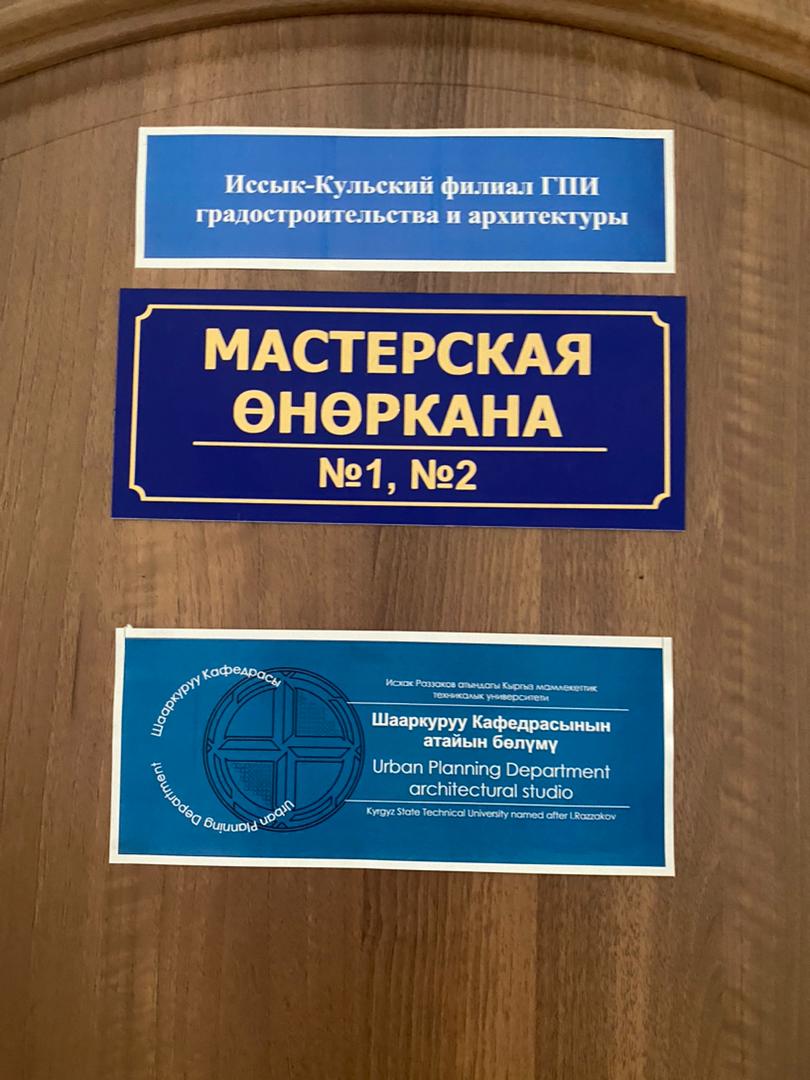 Иссык-Кульский филиал ГПИ
градостроительства и архитектуры
МАСТЕРСКАЯ
ӨНӨРКАНА
№1, №2
Шааркуруу Кафедрасы
Urban Planning Department
Исхак Раззаков атындагы Кыргыз мамлекеттик
техникалык университети
Шааркуруу Кафедрасынын
атайын бөлүмү
Urban Planning Department
architectural studio
Kyrgyz State Technical University named after I.Razzakov